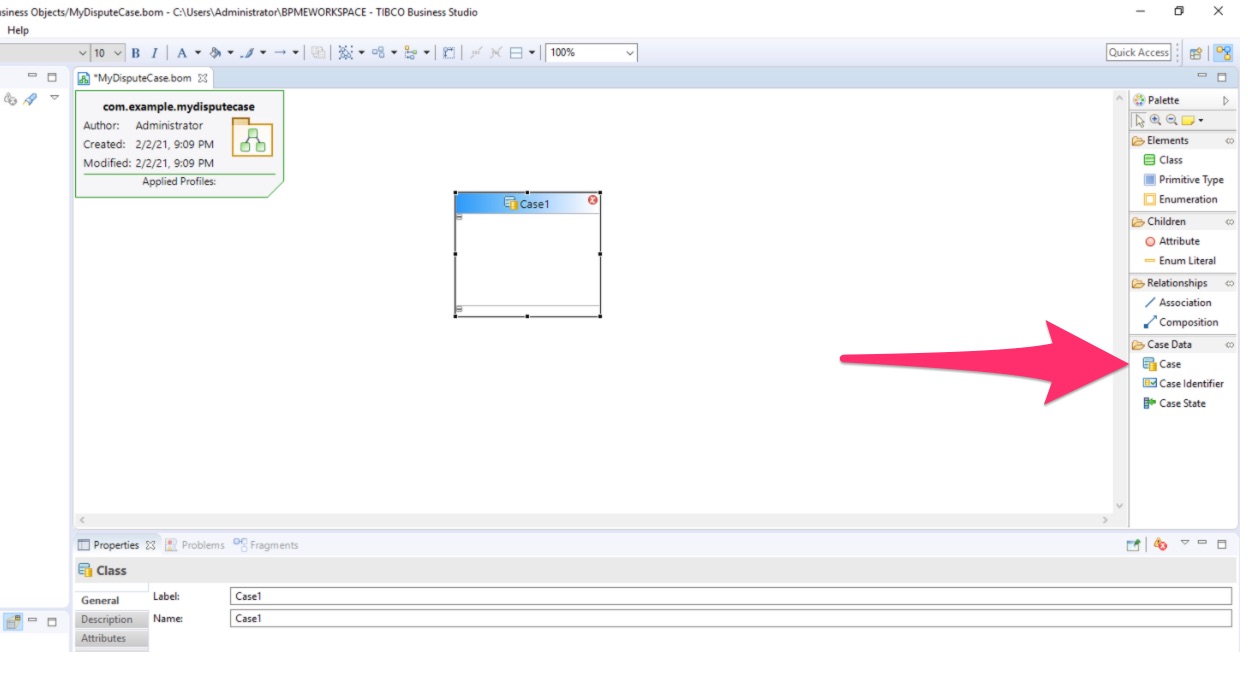 usiness Objects/MyDisputeCase.bom - C:\Users\Administrator\BPMEWORKSPACE - TIBCO Business Studio
Help
10 B I A 100% Quick Access
*MyDisputeCase.bom
com.example.mydisputecase
Author: Administrator
Created: 2/2/21, 9:09 PM
Modified: 2/2/21, 9:09 PM
Applied Profiles:
Case1
Palette
Elements
Class
Primitive Type
Enumeration
Children
Attribute
Enum Literal
Relationships
Association
Composition
Case Data
Case
Case Identifier
Case State
Properties Problems Fragments
Class
General
Description
Attributes
Label: Case1
Name: Case1